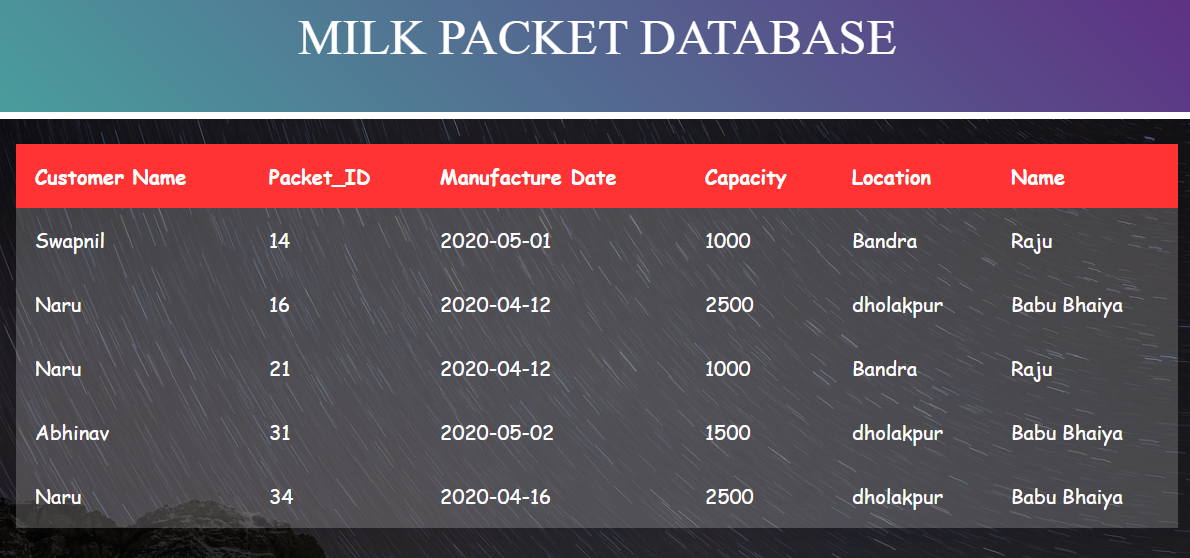 MILK PACKET DATABASE
Customer Name Packet_ID Manufacture Date Capacity Location Name
Swapnil 14 2020-05-01 1000 Bandra Raju
Naru 16 2020-04-12 2500 dholakpur Babu Bhaiya
Naru 21 2020-04-12 1000 Bandra Raju
Abhinav 31 2020-05-02 1500 dholakpur Babu Bhaiya
Naru 34 2020-04-16 2500 dholakpur Babu Bhaiya